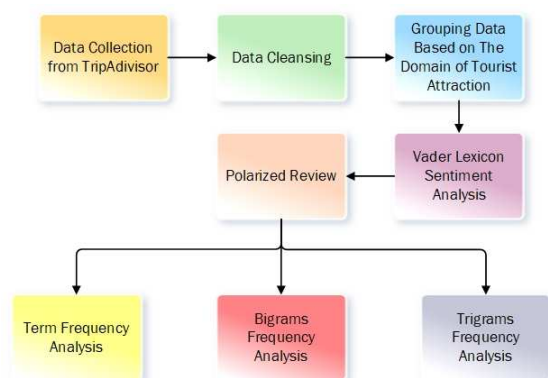 Data Collection
from TripAdivisor
Data Cleansing
Grouping Data
Based on The
Domain of Tourist
Attraction
Polarized Review
Vader Lexicon
Sentiment
Analysis
Term Frequency
Analysis
Bigrams
Frequency
Analysis
Trigrams
Frequency
Analysis